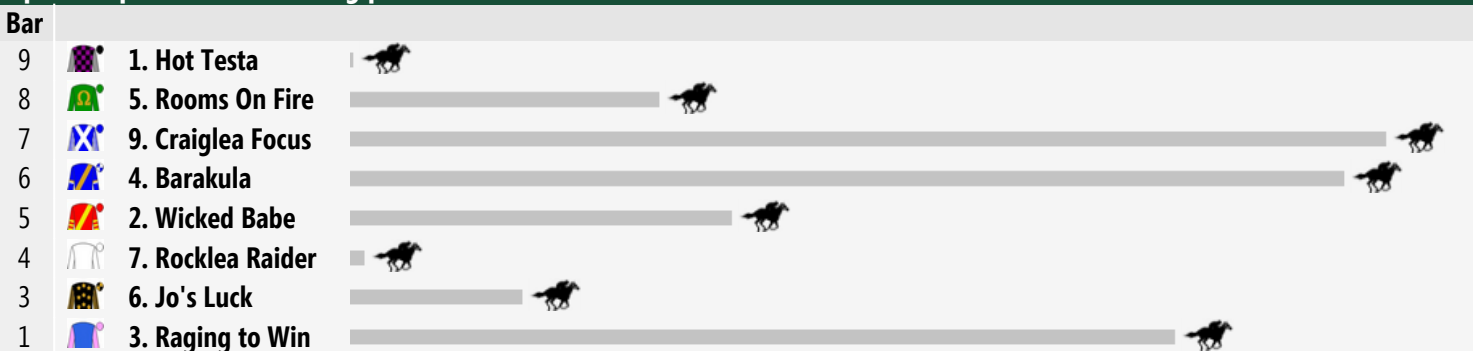 Bar
9 1. Hot Testa
8 5. Rooms On Fire
7 9. Craiglea Focus
6 4. Barakula
5 2. Wicked Babe
4 7. Rocklea Raider
3 6. Jo's Luck
1 3. Raging to Win